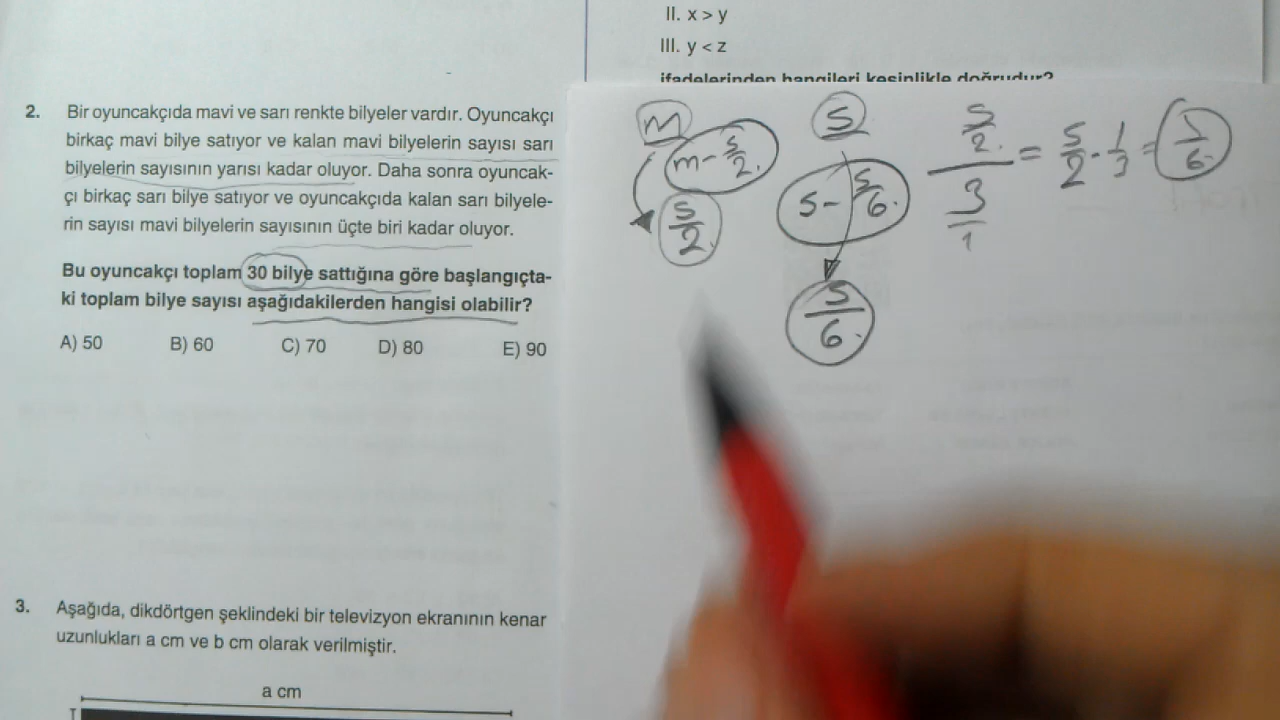 II. x > y
III. y < z
ifadelerinden hangileri kesinlikle doğrudur?
2. Bir oyuncakçıda mavi ve sarı renkte bilyeler vardır. Oyuncakçı
birkaç mavi bilye satıyor ve kalan mavi bilyelerin sayısı sarı
bilyelerin sayısının yarısı kadar oluyor. Daha sonra oyuncak-
çı birkaç sarı bilye satıyor ve oyuncakçıda kalan sarı bilyele-
rin sayısı mavi bilyelerin sayısının üçte biri kadar oluyor.
Bu oyuncakçı toplam 30 bilye sattığına göre başlangıçta-
ki toplam bilye sayısı aşağıdakilerden hangisi olabilir?
A) 50 B) 60 C) 70 D) 80 E) 90
m
m - s/2
s/2
s
s - s/6
s/6
s/2 / 3/1 = s/2 . 1/3 = s/6
3. Aşağıda, dikdörtgen şeklindeki bir televizyon ekranının kenar
uzunlukları a cm ve b cm olarak verilmiştir.
a cm